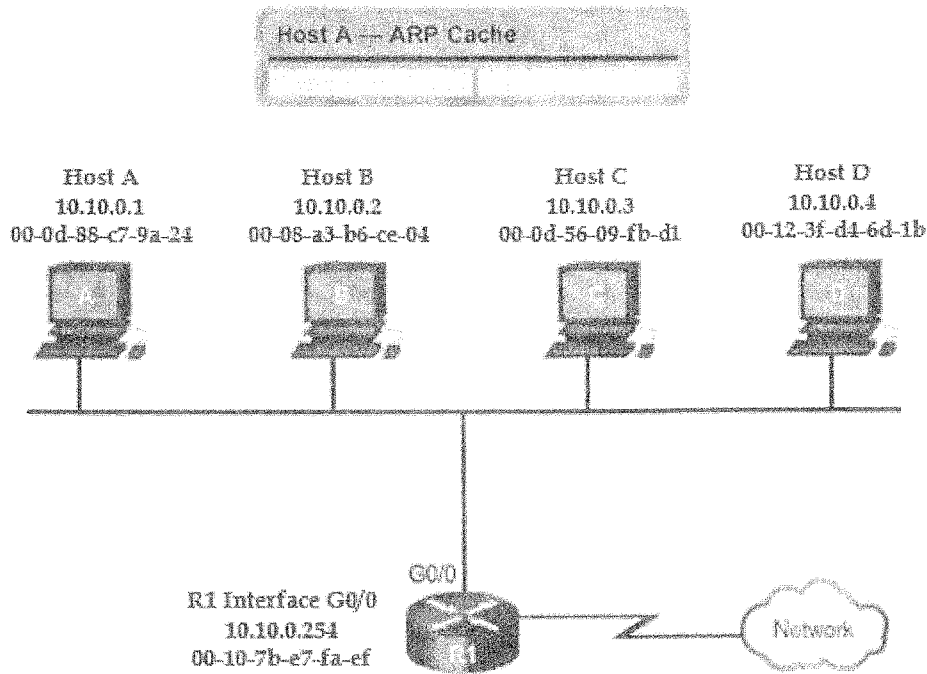 Host A — ARP Cache
Host A
10.10.0.1
00-0d-88-c7-9a-24
Host B
10.10.0.2
00-08-a3-b6-ce-04
Host C
10.10.0.3
00-0d-56-09-fb-d1
Host D
10.10.0.4
00-12-3f-d4-6d-1b
A
B
C
D
G0/0
R1 Interface G0/0
10.10.0.254
00-10-7b-e7-fa-ef
R1
Network